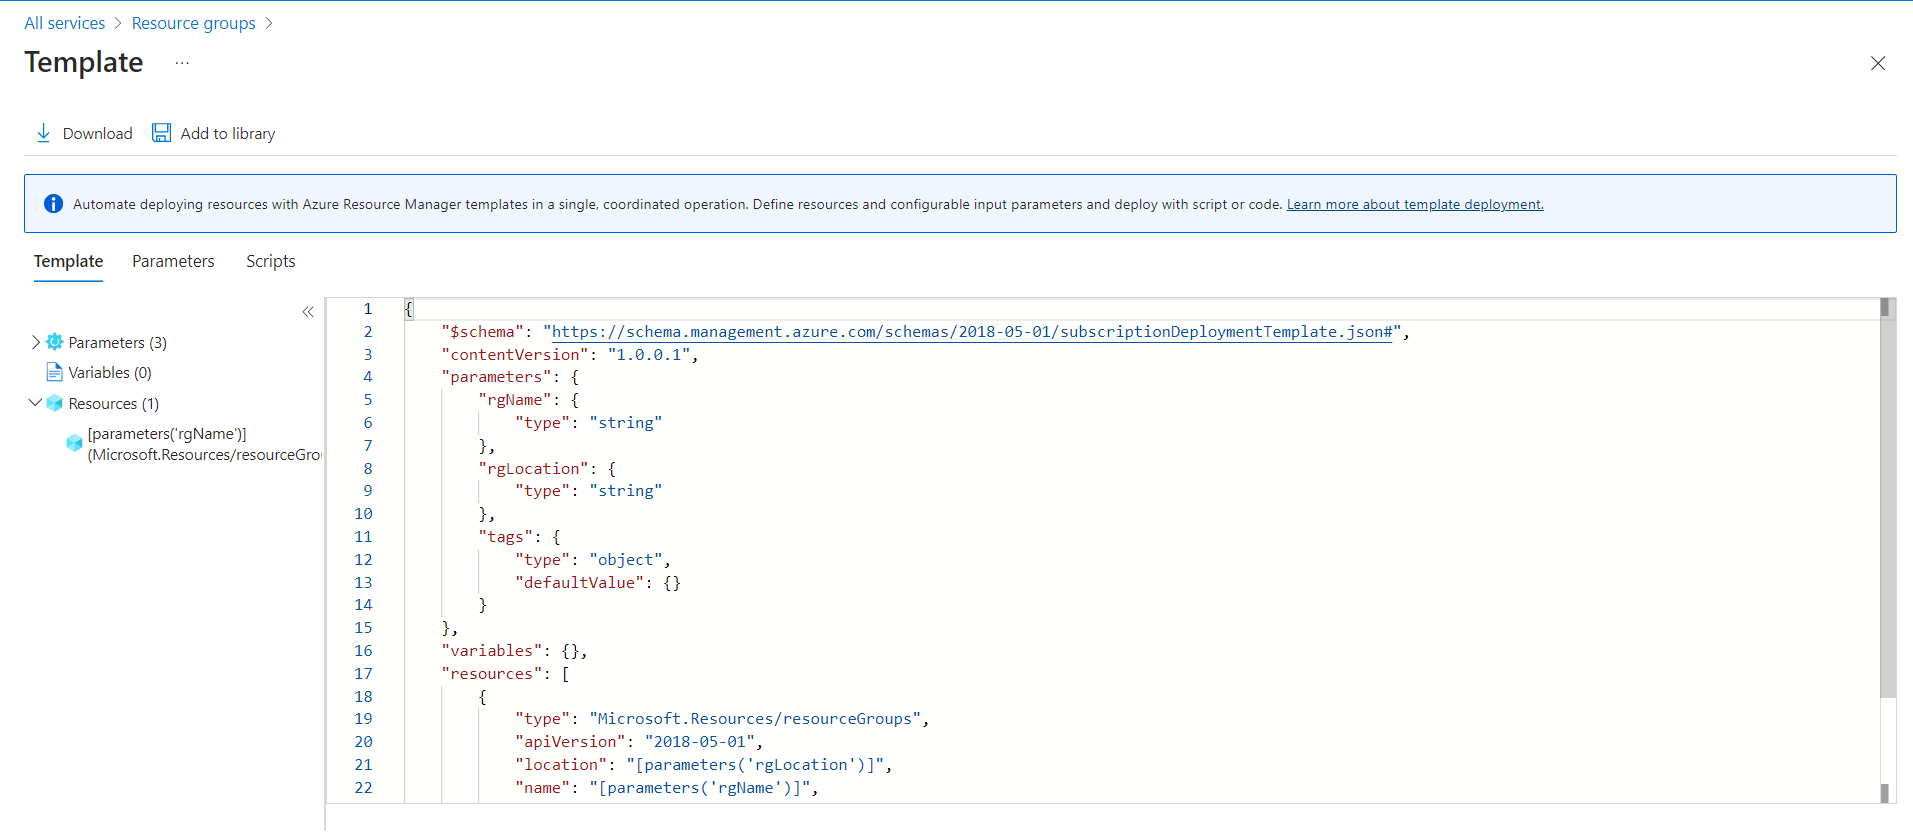 All services > Resource groups >
Template ...
Download Add to library
Automate deploying resources with Azure Resource Manager templates in a single, coordinated operation. Define resources and configurable input parameters and deploy with script or code. Learn more about template deployment.
Template Parameters Scripts
Parameters (3)
Variables (0)
Resources (1)
[parameters('rgName')]
(Microsoft.Resources/resourceGro
1 {
2 "$schema": "https://schema.management.azure.com/schemas/2018-05-01/subscriptionDeploymentTemplate.json#",
3 "contentVersion": "1.0.0.1",
4 "parameters": {
5 "rgName": {
6 "type": "string"
7 },
8 "rgLocation": {
9 "type": "string"
10 },
11 "tags": {
12 "type": "object",
13 "defaultValue": {}
14 }
15 },
16 "variables": {},
17 "resources": [
18 {
19 "type": "Microsoft.Resources/resourceGroups",
20 "apiVersion": "2018-05-01",
21 "location": "[parameters('rgLocation')]",
22 "name": "[parameters('rgName')]",